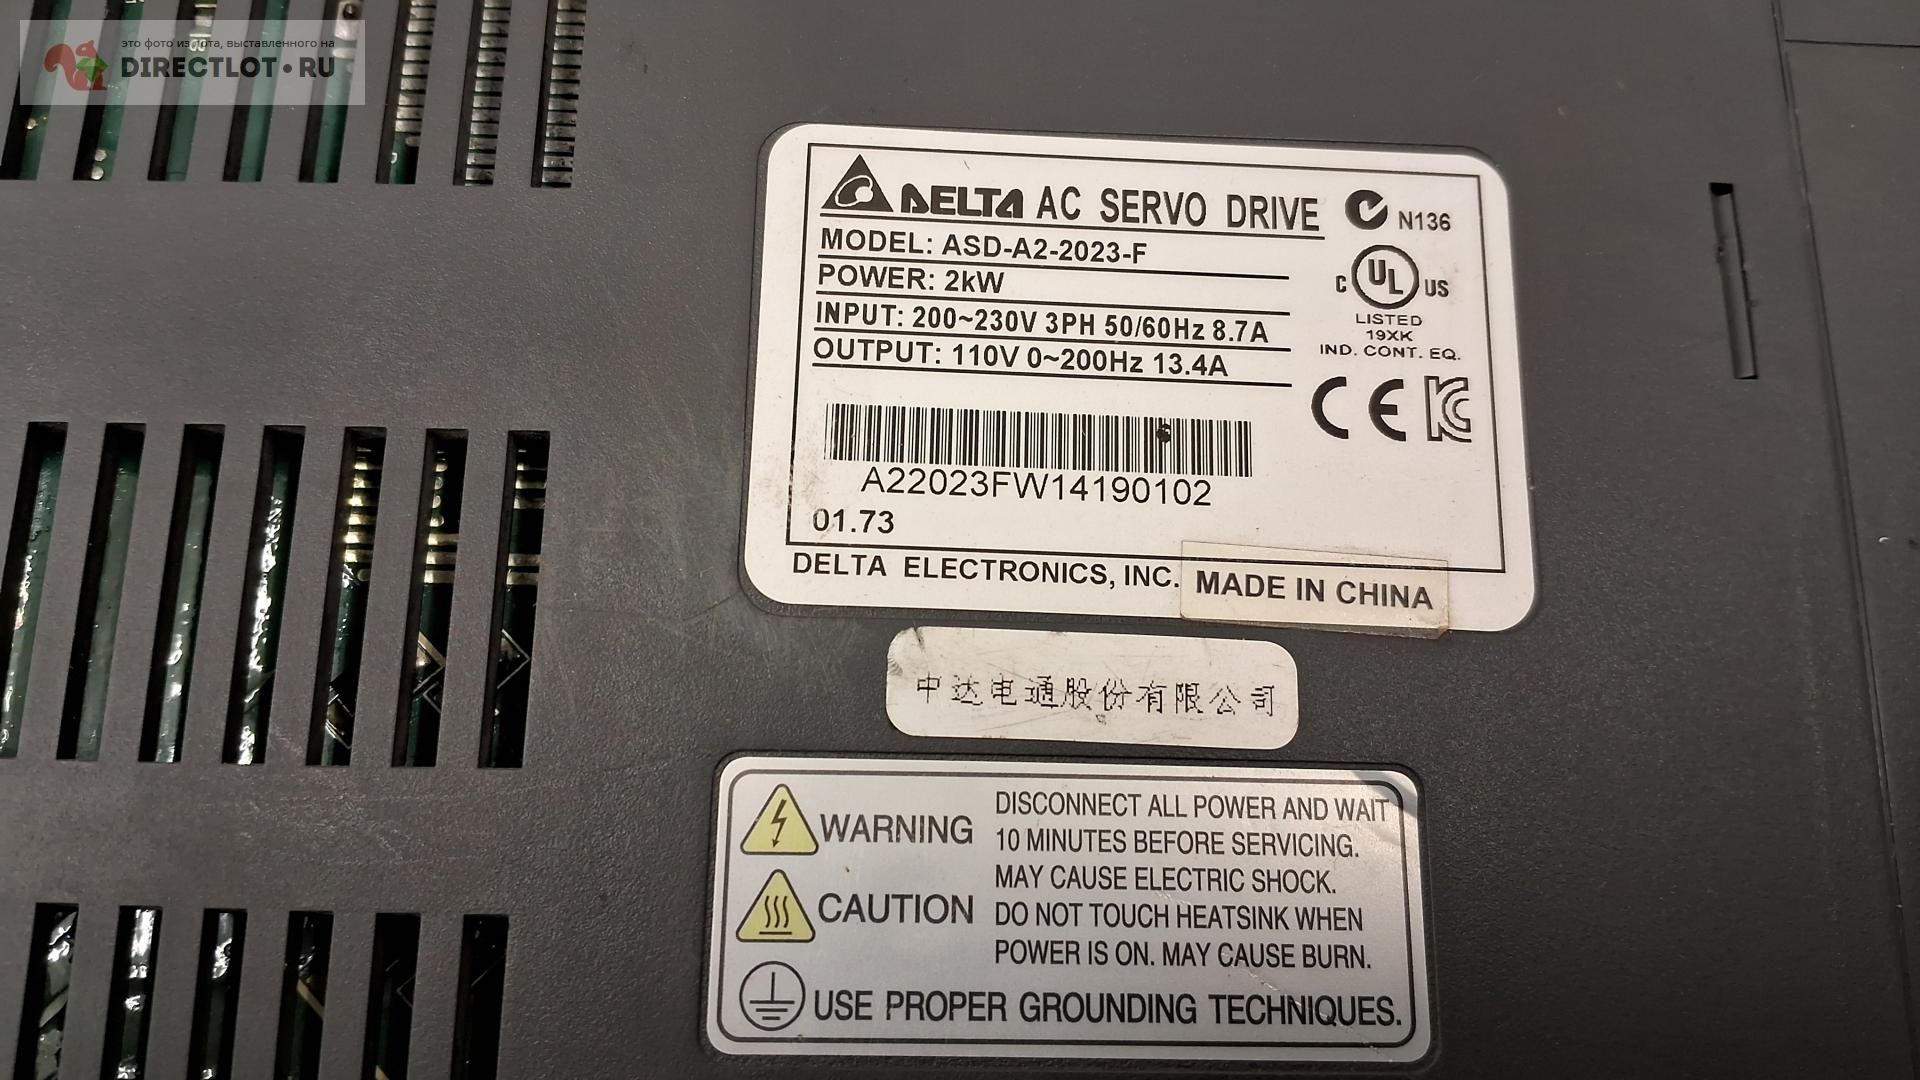 это фото из лота, выставленного на
DIRECTLOT•RU
DELTA AC SERVO DRIVE
N136
MODEL: ASD-A2-2023-F
POWER: 2kW
INPUT: 200~230V 3PH 50/60Hz 8.7A
OUTPUT: 110V 0~200Hz 13.4A
C UL US
LISTED
19XK
IND. CONT. EQ.
CE KC
A22023FW14190102
01.73
DELTA ELECTRONICS, INC. MADE IN CHINA
中达电通股份有限公司
WARNING
DISCONNECT ALL POWER AND WAIT
10 MINUTES BEFORE SERVICING.
MAY CAUSE ELECTRIC SHOCK.
CAUTION
DO NOT TOUCH HEATSINK WHEN
POWER IS ON. MAY CAUSE BURN.
USE PROPER GROUNDING TECHNIQUES.